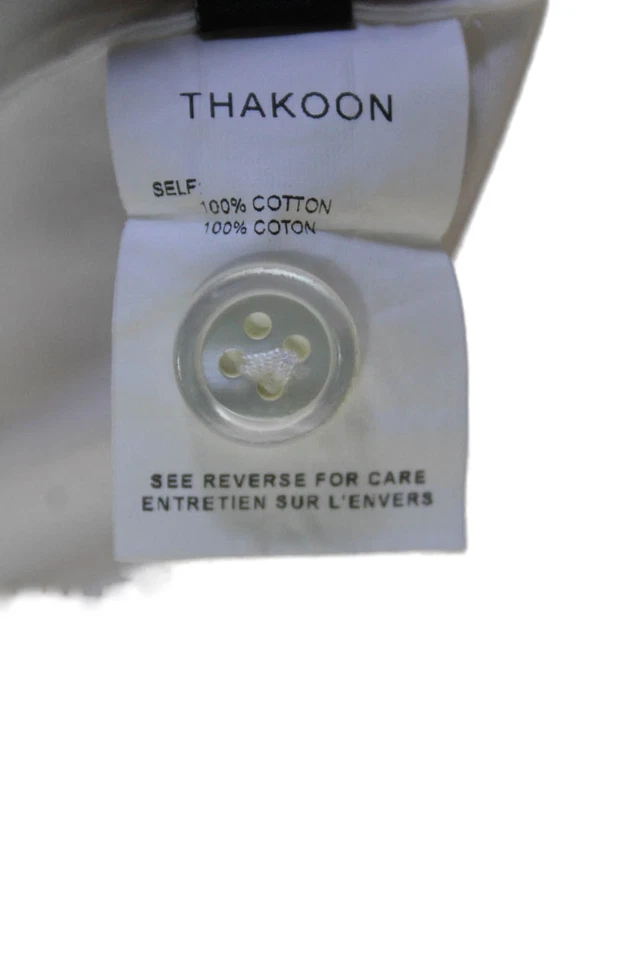 THAKOON
SELF:
100% COTTON
100% COTON
SEE REVERSE FOR CARE
ENTRETIEN SUR L'ENVERS